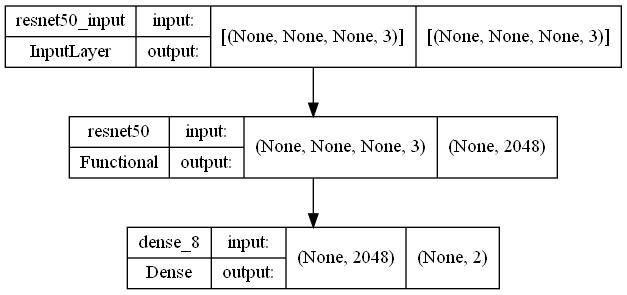 resnet50_input input: [(None, None, None, 3)] [(None, None, None, 3)]
InputLayer output:
resnet50 input: (None, None, None, 3) (None, 2048)
Functional output:
dense_8 input: (None, 2048) (None, 2)
Dense output: